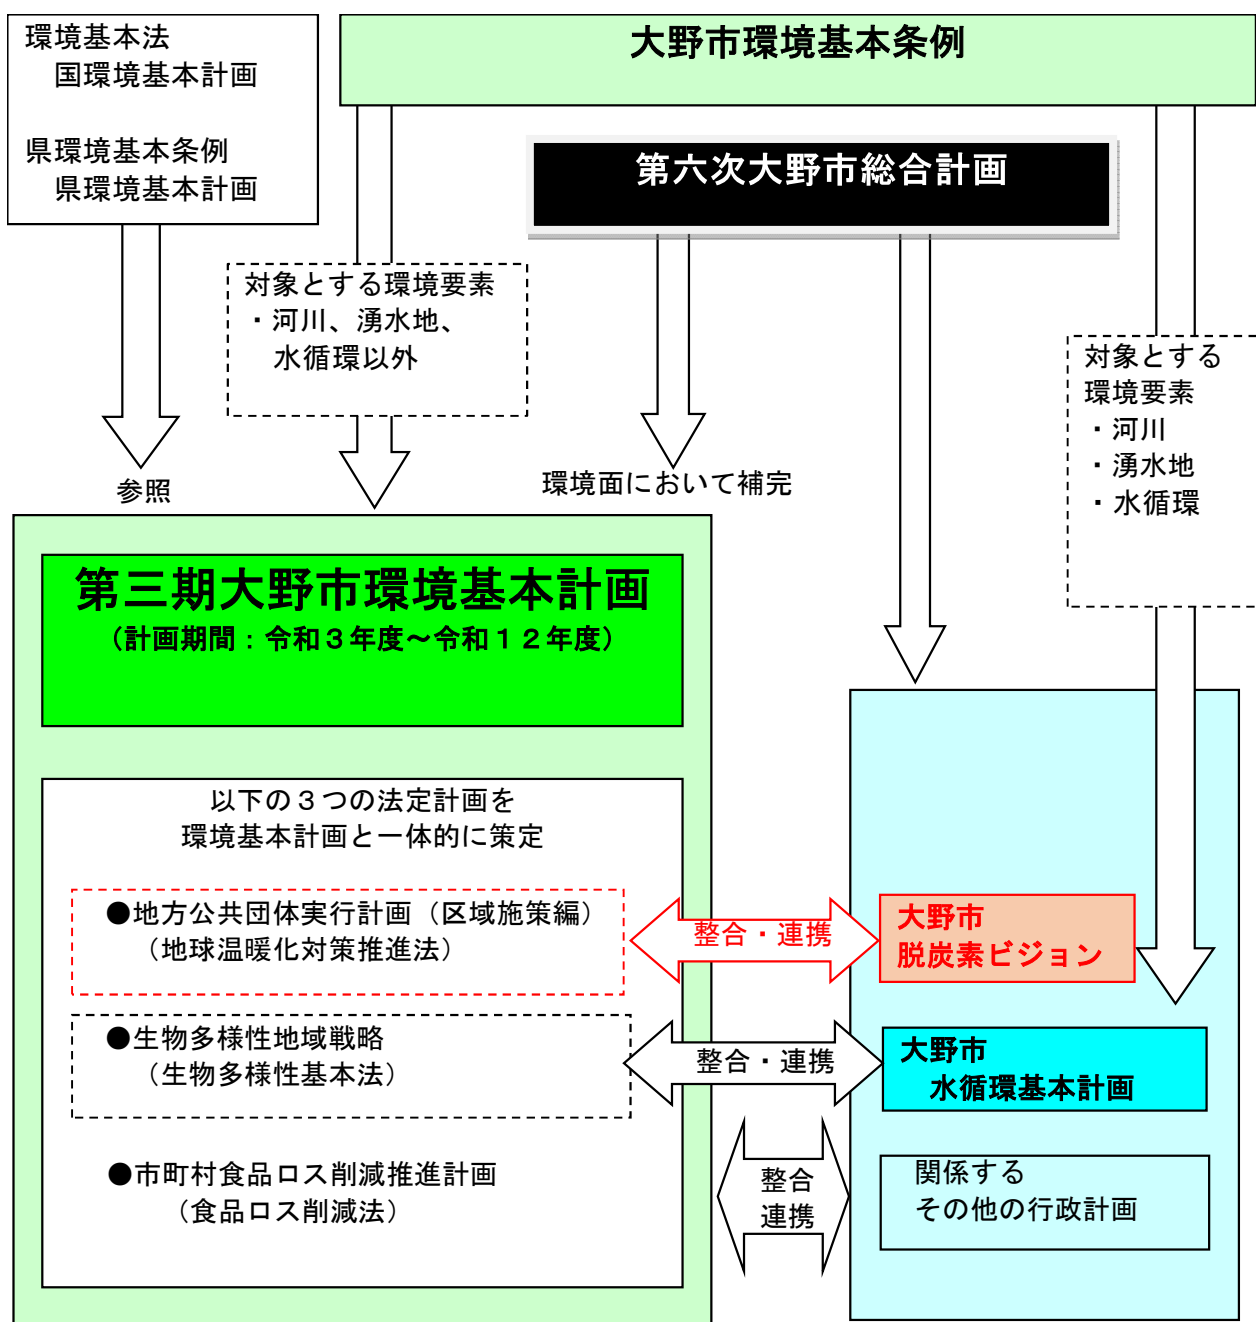 環境基本法
国環境基本計画
県環境基本条例
県環境基本計画
大野市環境基本条例
第六次大野市総合計画
対象とする環境要素
・河川、湧水地、
水循環以外
対象とする
環境要素
・河川
・湧水地
・水循環
参照
環境面において補完
第三期大野市環境基本計画
（計画期間：令和３年度～令和１２年度）
以下の３つの法定計画を
環境基本計画と一体的に策定
●地方公共団体実行計画（区域施策編）
（地球温暖化対策推進法）
整合・連携
大野市
脱炭素ビジョン
●生物多様性地域戦略
（生物多様性基本法）
整合・連携
大野市
水循環基本計画
●市町村食品ロス削減推進計画
（食品ロス削減法）
整合
連携
関係する
その他の行政計画